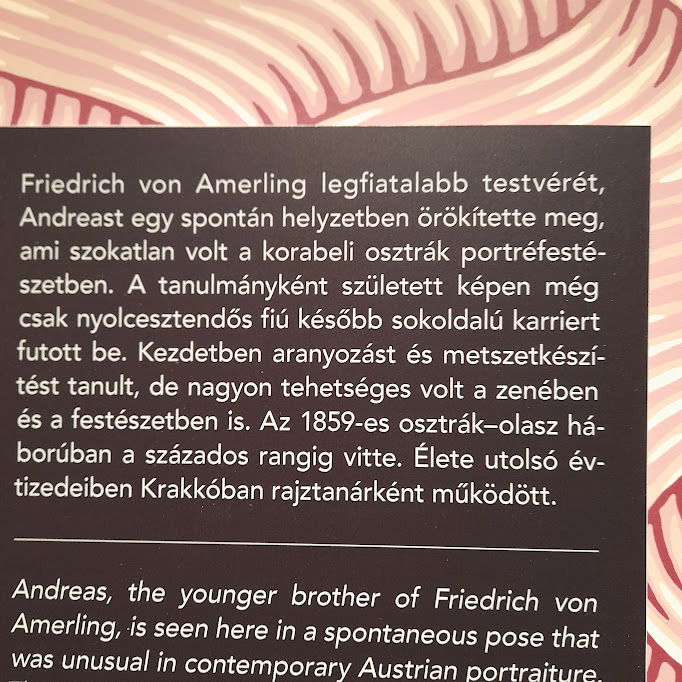 Friedrich von Amerling legfiatalabb testvérét,
Andreast egy spontán helyzetben örökítette meg,
ami szokatlan volt a korabeli osztrák portréfesté-
szetben. A tanulmányként született képen még
csak nyolcesztendős fiú később sokoldalú karriert
futott be. Kezdetben aranyozást és metszetkészí-
tést tanult, de nagyon tehetséges volt a zenében
és a festészetben is. Az 1859-es osztrák–olasz há-
borúban a százados rangig vitte. Élete utolsó év-
tizedeiben Krakkóban rajztanárként működött.
Andreas, the younger brother of Friedrich von
Amerling, is seen here in a spontaneous pose that
was unusual in contemporary Austrian portraiture.